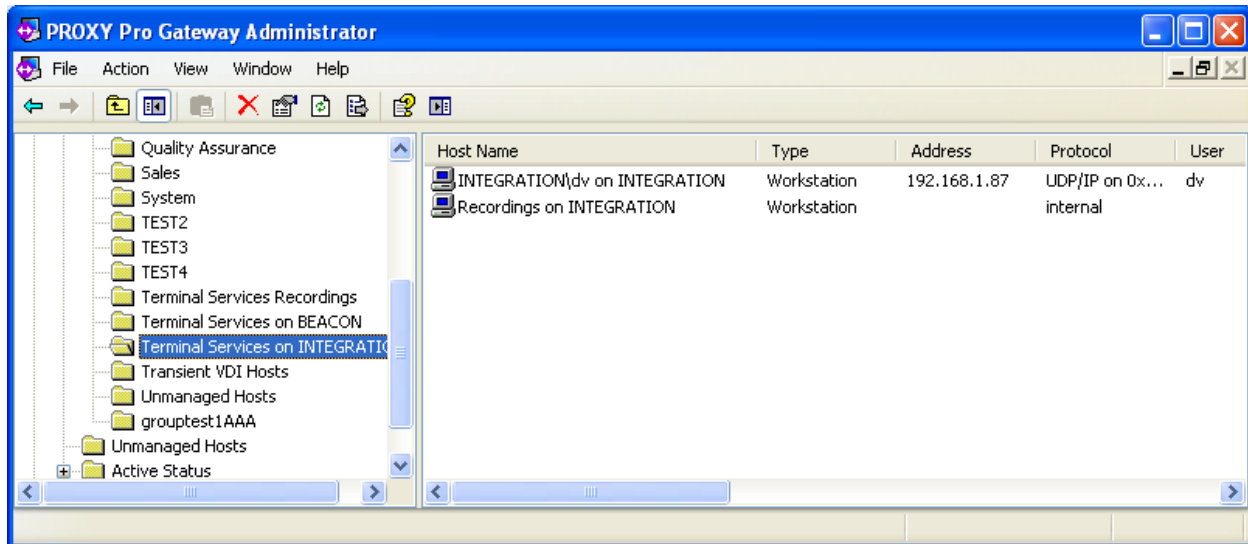 PROXY Pro Gateway Administrator
File Action View Window Help
Quality Assurance
Sales
System
TEST2
TEST3
TEST4
Terminal Services Recordings
Terminal Services on BEACON
Terminal Services on INTEGRATIO
Transient VDI Hosts
Unmanaged Hosts
grouptest1AAA
Unmanaged Hosts
Active Status
Host Name Type Address Protocol User
INTEGRATION\dv on INTEGRATION Workstation 192.168.1.87 UDP/IP on 0x... dv
Recordings on INTEGRATION Workstation internal